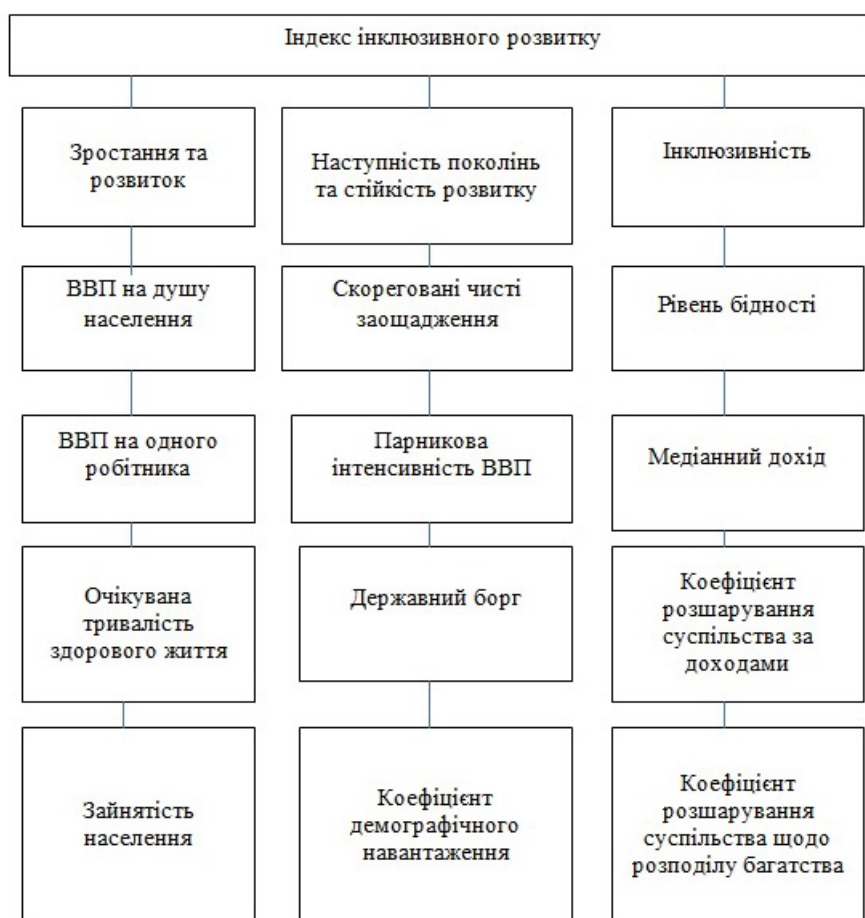 Індекс інклюзивного розвитку
Зростання та
розвиток
Наступність поколінь
та стійкість розвитку
Інклюзивність
ВВП на душу
населення
Скореговані чисті
заощадження
Рівень бідності
ВВП на одного
робітника
Парникова
інтенсивність ВВП
Медіанний дохід
Очікувана
тривалість
здорового життя
Державний борг
Коефіцієнт
розшарування
суспільства за
доходами
Зайнятість
населення
Коефіцієнт
демографічного
навантаження
Коефіцієнт
розшарування
суспільства щодо
розподілу багатства